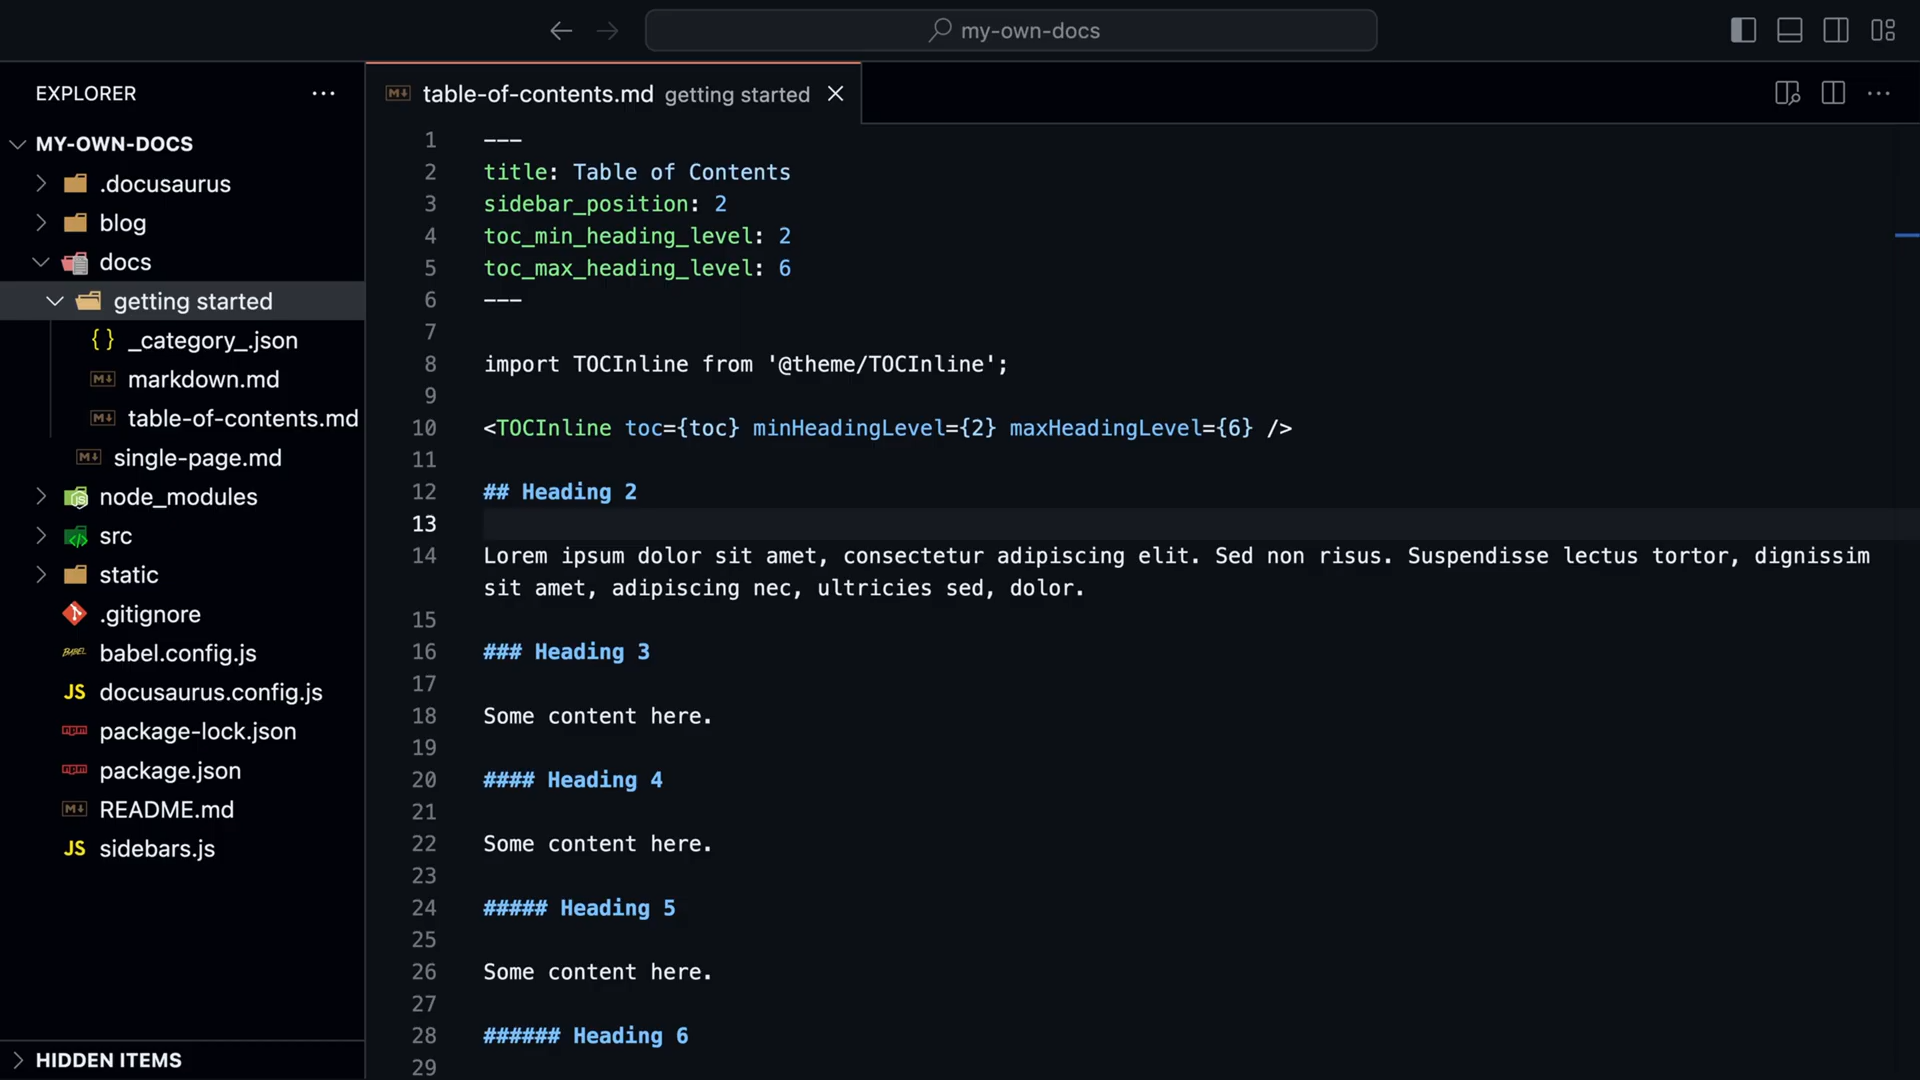 my-own-docs
EXPLORER
MY-OWN-DOCS
.docusaurus
blog
docs
getting started
_category_.json
markdown.md
table-of-contents.md
single-page.md
node_modules
src
static
.gitignore
babel.config.js
docusaurus.config.js
package-lock.json
package.json
README.md
sidebars.js
HIDDEN ITEMS
table-of-contents.md getting started
1 ---
2 title: Table of Contents
3 sidebar_position: 2
4 toc_min_heading_level: 2
5 toc_max_heading_level: 6
6 ---
7
8 import TOCInline from '@theme/TOCInline';
9
10 <TOCInline toc={toc} minHeadingLevel={2} maxHeadingLevel={6} />
11
12 ## Heading 2
13
14 Lorem ipsum dolor sit amet, consectetur adipiscing elit. Sed non risus. Suspendisse lectus tortor, dignissim
sit amet, adipiscing nec, ultricies sed, dolor.
15
16 ### Heading 3
17
18 Some content here.
19
20 #### Heading 4
21
22 Some content here.
23
24 ##### Heading 5
25
26 Some content here.
27
28 ###### Heading 6
29